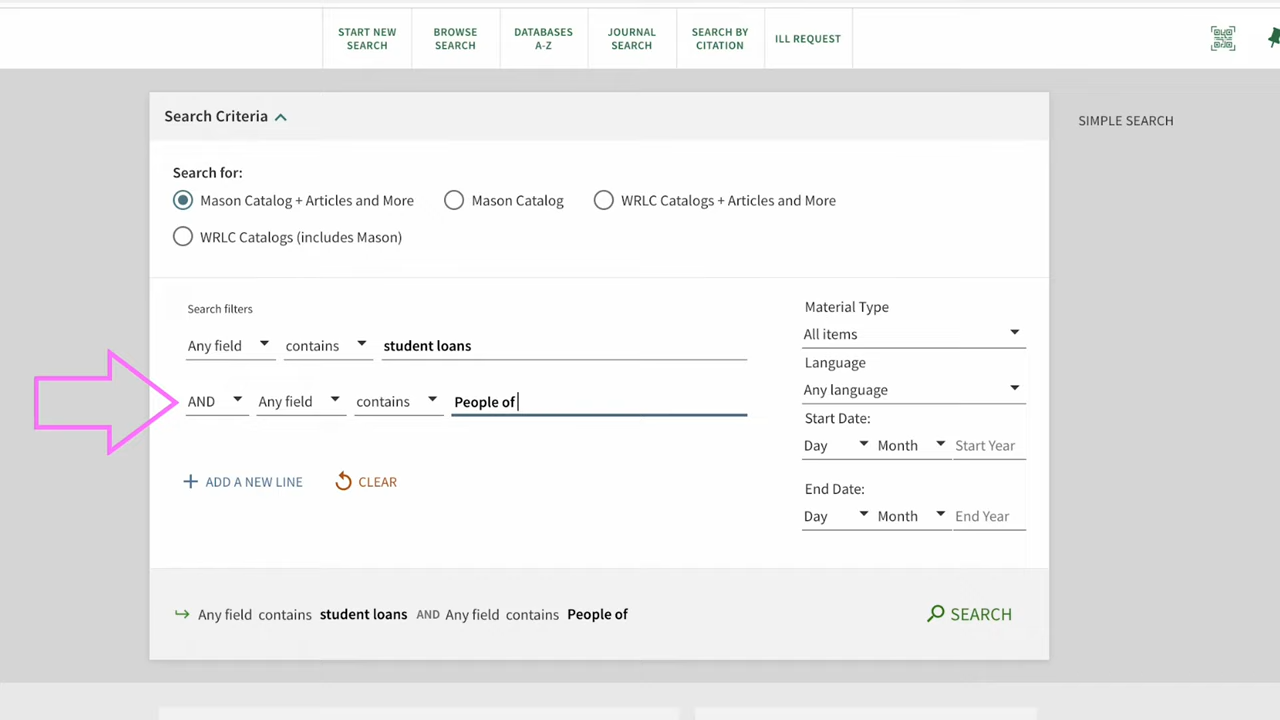 START NEW SEARCH
BROWSE SEARCH
DATABASES A-Z
JOURNAL SEARCH
SEARCH BY CITATION
ILL REQUEST
Search Criteria
SIMPLE SEARCH
Search for:
Mason Catalog + Articles and More
Mason Catalog
WRLC Catalogs + Articles and More
WRLC Catalogs (includes Mason)
Search filters
Any field contains student loans
AND Any field contains People of
ADD A NEW LINE
CLEAR
Material Type
All items
Language
Any language
Start Date:
Day Month Start Year
End Date:
Day Month End Year
Any field contains student loans AND Any field contains People of
SEARCH